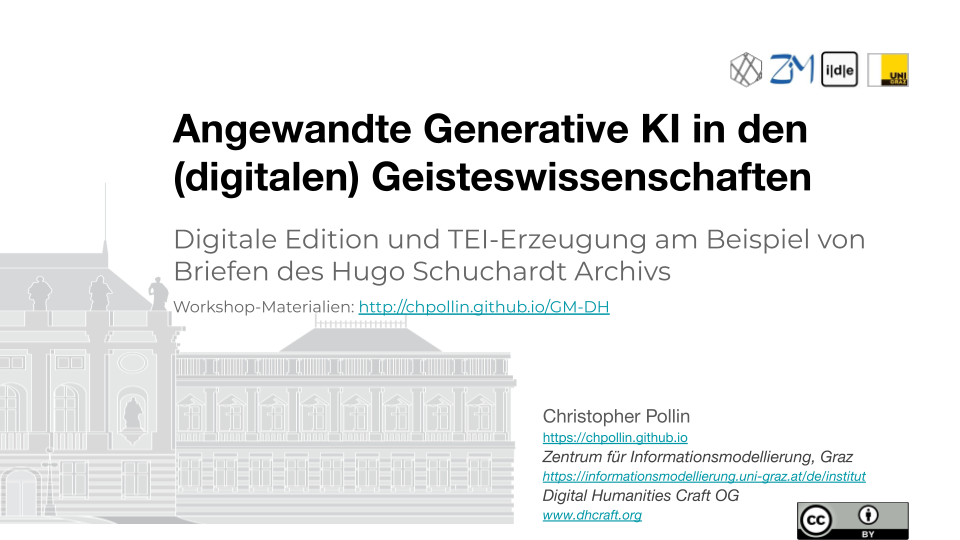 ZIM
i|d|e
UNI
GRAZ
Angewandte Generative KI in den
(digitalen) Geisteswissenschaften
Digitale Edition und TEI-Erzeugung am Beispiel von
Briefen des Hugo Schuchardt Archivs
Workshop-Materialien: http://chpollin.github.io/GM-DH
Christopher Pollin
https://chpollin.github.io
Zentrum für Informationsmodellierung, Graz
https://informationsmodellierung.uni-graz.at/de/institut
Digital Humanities Craft OG
www.dhcraft.org
cc
BY